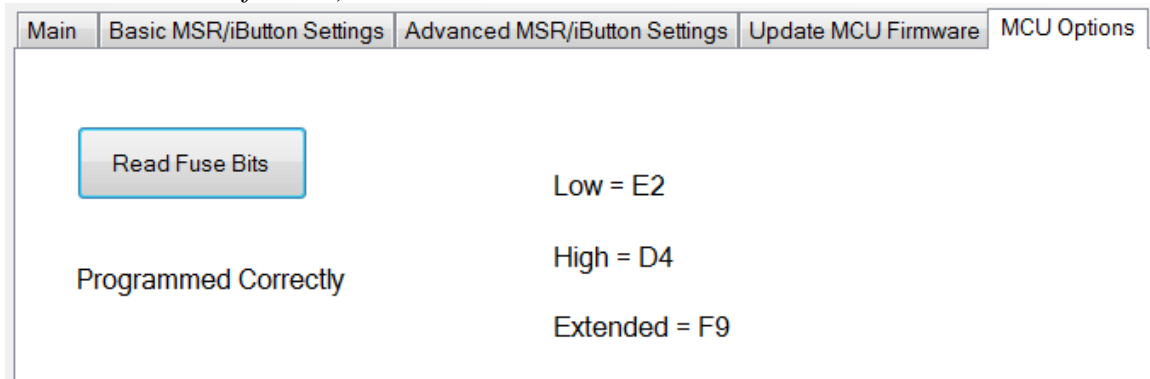 Main Basic MSR/iButton Settings Advanced MSR/iButton Settings Update MCU Firmware MCU Options
Read Fuse Bits
Low = E2
High = D4
Programmed Correctly
Extended = F9